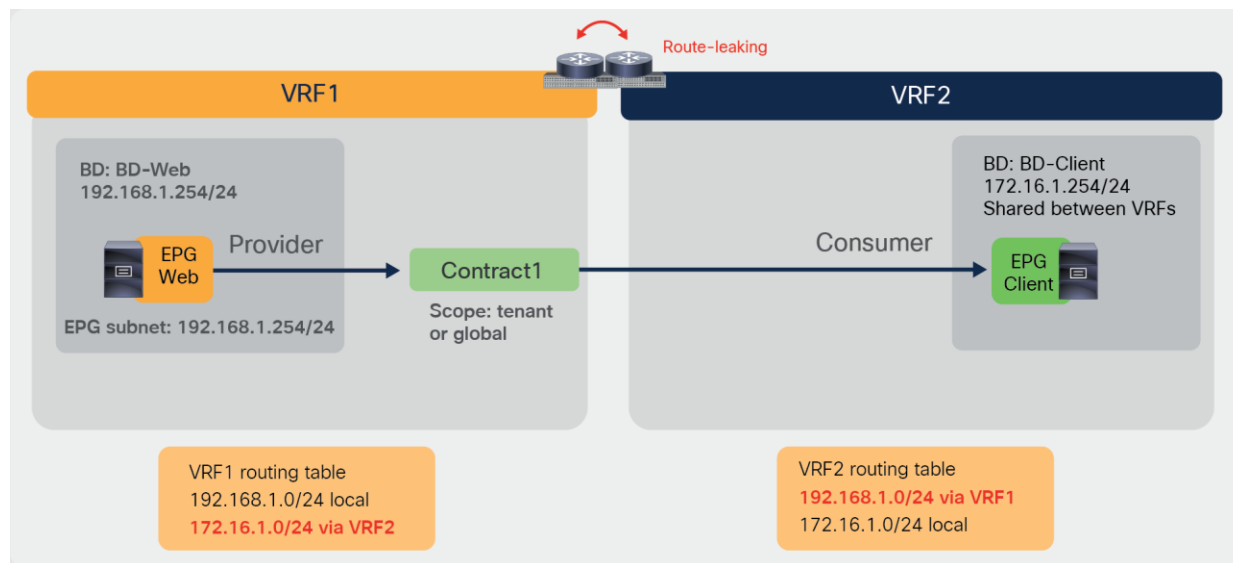 Route-leaking
VRF1
VRF2
BD: BD-Web
192.168.1.254/24
EPG
Web
Provider
EPG subnet: 192.168.1.254/24
Contract1
Scope: tenant
or global
Consumer
BD: BD-Client
172.16.1.254/24
Shared between VRFs
EPG
Client
VRF1 routing table
192.168.1.0/24 local
172.16.1.0/24 via VRF2
VRF2 routing table
192.168.1.0/24 via VRF1
172.16.1.0/24 local